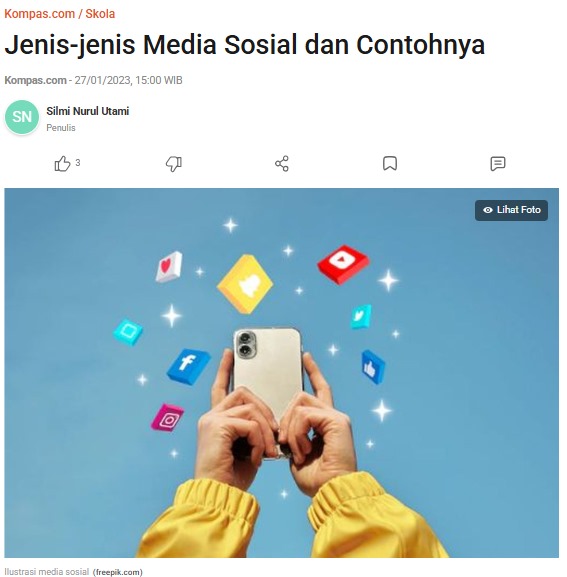 Kompas.com / Skola
Jenis-jenis Media Sosial dan Contohnya
Kompas.com - 27/01/2023, 15:00 WIB
SN
Silmi Nurul Utami
Penulis
3
Lihat Foto
f
Ilustrasi media sosial (freepik.com)